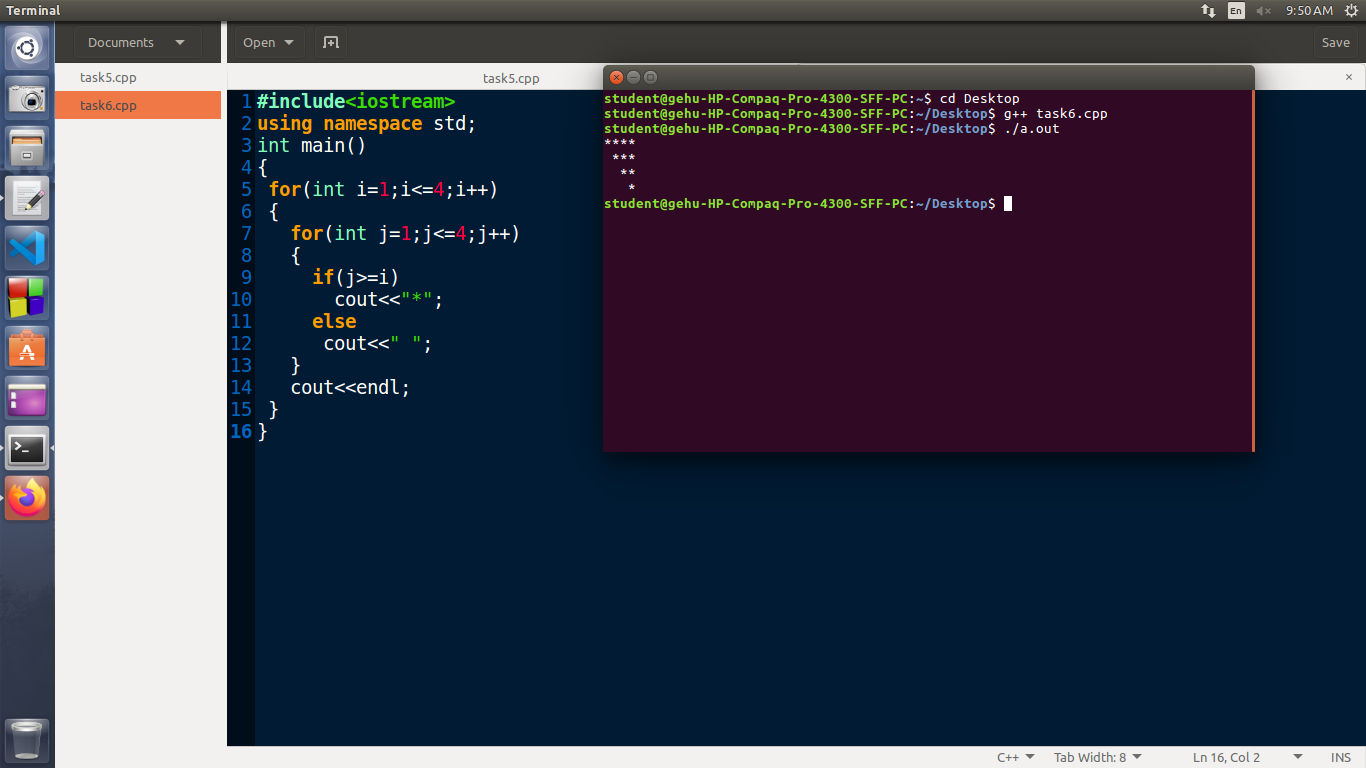 Terminal
En
9:50 AM
Documents
Open
Save
task5.cpp
task6.cpp
task5.cpp
1 #include<iostream>
2 using namespace std;
3 int main()
4 {
5  for(int i=1;i<=4;i++)
6  {
7    for(int j=1;j<=4;j++)
8    {
9      if(j>=i)
10       cout<<"*";
11     else
12      cout<<" ";
13   }
14   cout<<endl;
15 }
16 }
student@gehu-HP-Compaq-Pro-4300-SFF-PC:~$ cd Desktop
student@gehu-HP-Compaq-Pro-4300-SFF-PC:~/Desktop$ g++ task6.cpp
student@gehu-HP-Compaq-Pro-4300-SFF-PC:~/Desktop$ ./a.out
****
 ***
  **
   *
student@gehu-HP-Compaq-Pro-4300-SFF-PC:~/Desktop$
C++
Tab Width: 8
Ln 16, Col 2
INS